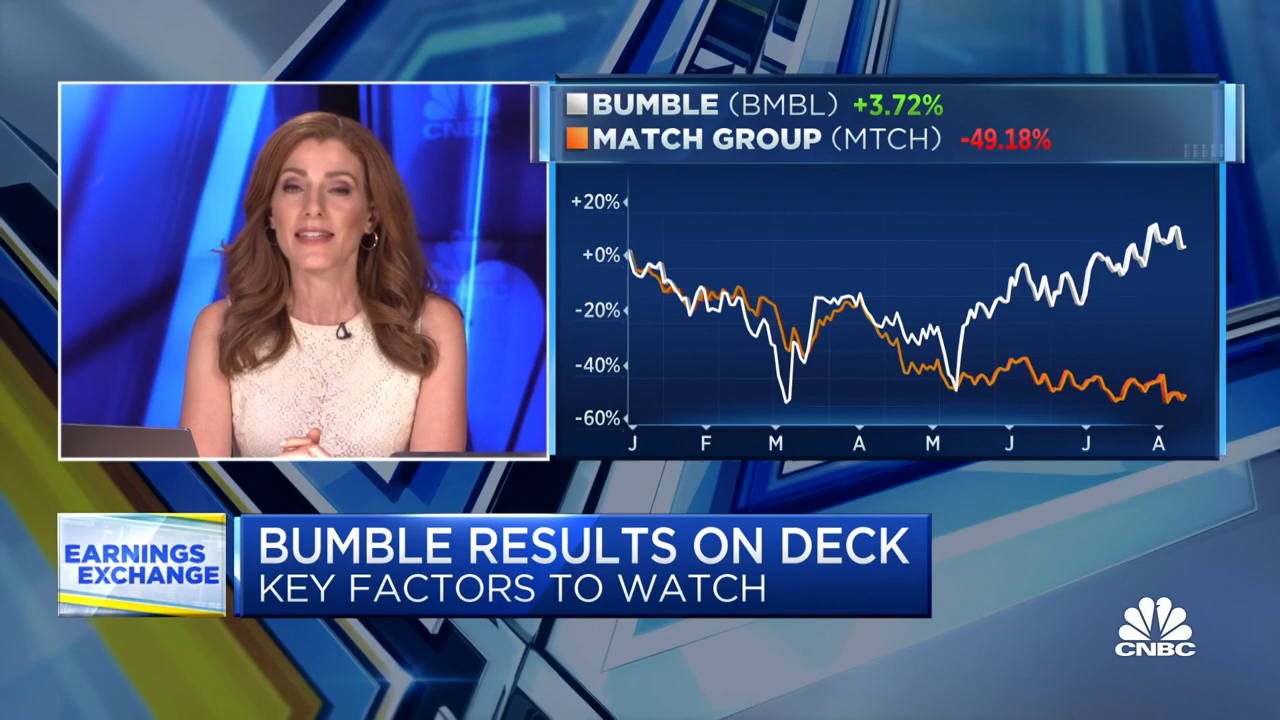 CNBC
BUMBLE (BMBL) +3.72%
MATCH GROUP (MTCH) -49.18%
+20%
+0%
-20%
-40%
-60%
J F M A M J J A
EARNINGS
EXCHANGE
BUMBLE RESULTS ON DECK
KEY FACTORS TO WATCH
CNBC